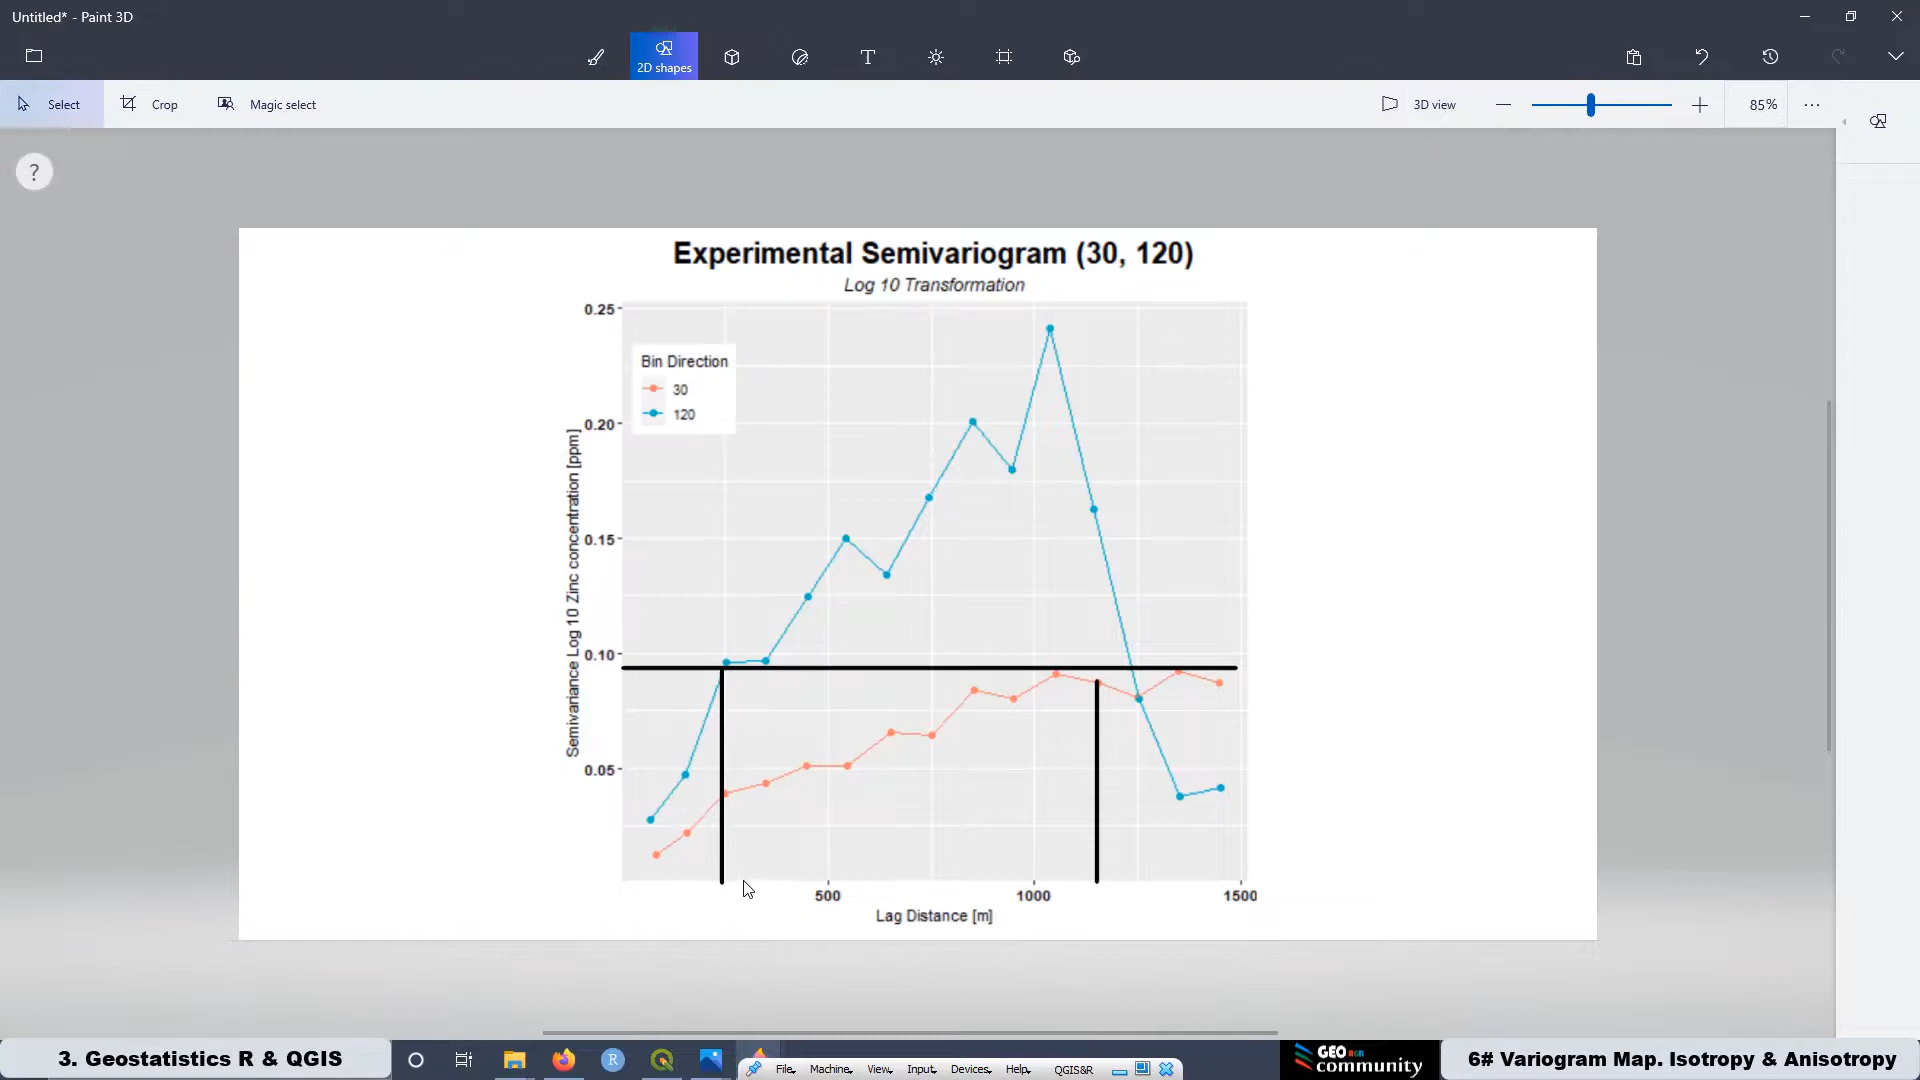 Untitled* - Paint 3D
2D shapes
Select
Crop
Magic select
3D view
85%
?
Experimental Semivariogram (30, 120)
Log 10 Transformation
0.25
0.20
0.15
0.10
0.05
Semivariance Log 10 Zinc concentration [ppm]
Bin Direction
30
120
500
1000
1500
Lag Distance [m]
3. Geostatistics R & QGIS
File
Machine
View
Input
Devices
Help
QGIS&R
GEO
community
6# Variogram Map. Isotropy & Anisotropy